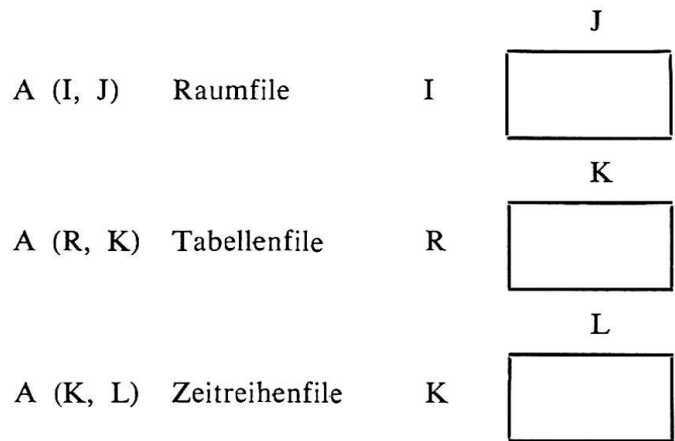 J
A (I, J) Raumfile I
K
A (R, K) Tabellenfile R
L
A (K, L) Zeitreihenfile K